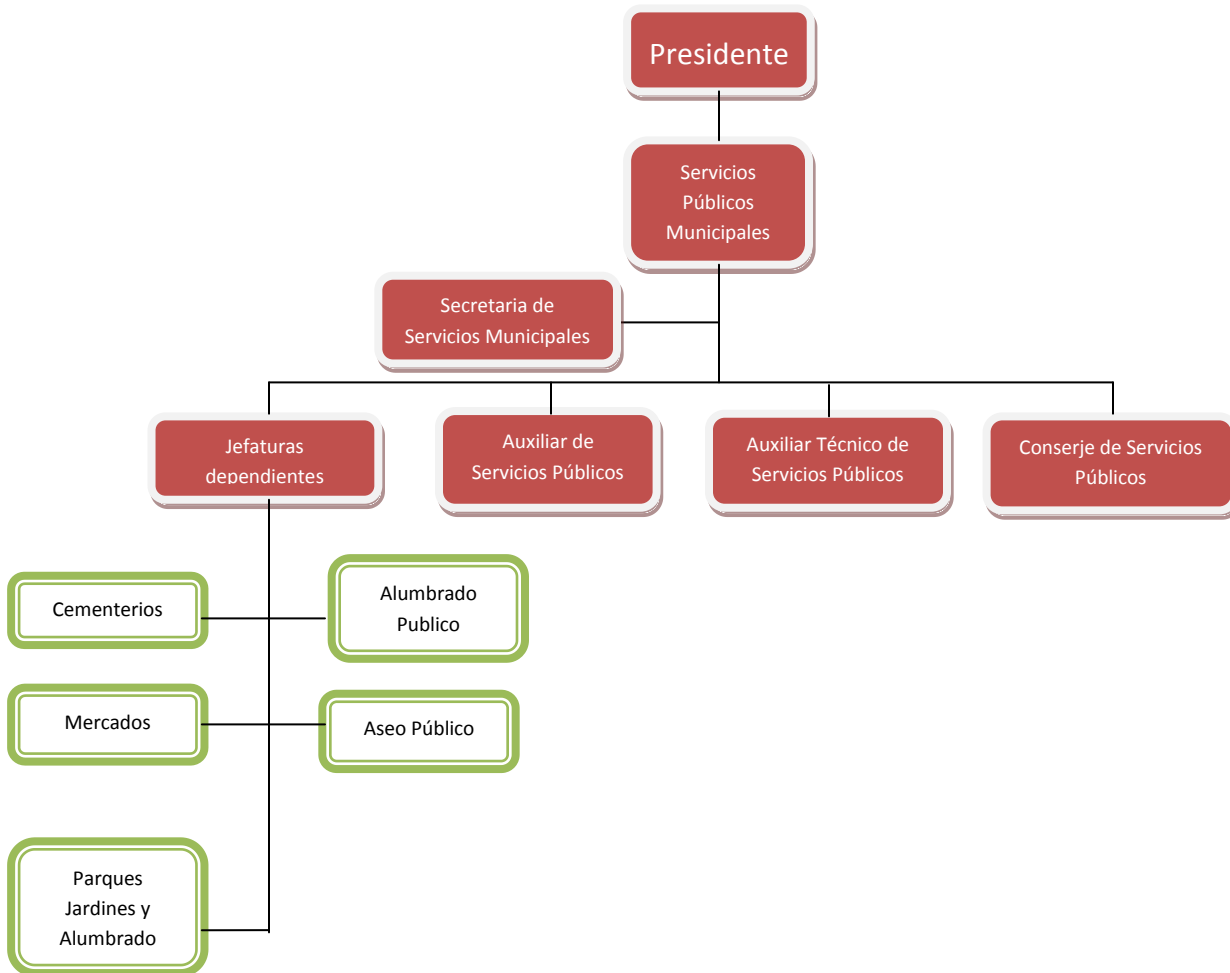 Presidente
Servicios
Públicos
Municipales
Secretaria de
Servicios Municipales
Jefaturas
dependientes
Auxiliar de
Servicios Públicos
Auxiliar Técnico de
Servicios Públicos
Conserje de Servicios
Públicos
Cementerios
Alumbrado
Publico
Mercados
Aseo Público
Parques
Jardines y
Alumbrado